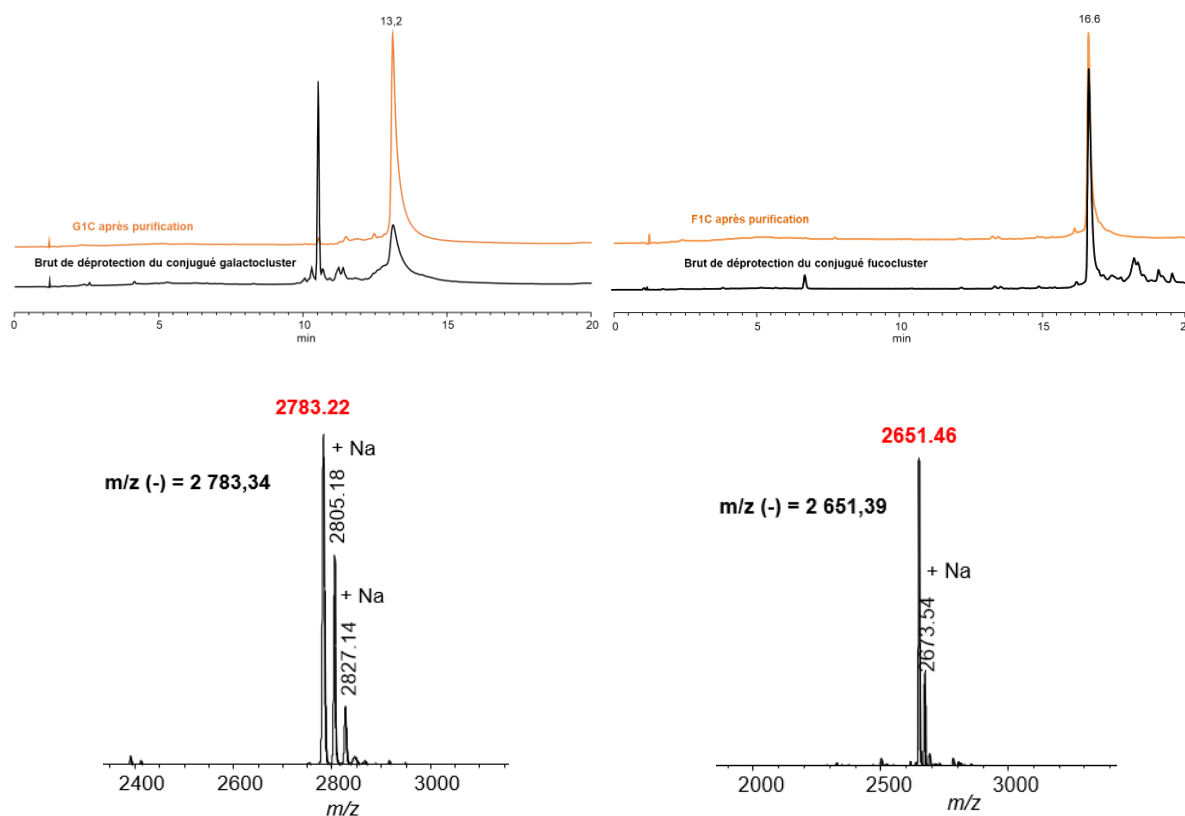 13,2
G1C après purification
Brut de déprotection du conjugué galactocluster
0 5 10 15 20
min
16.6
F1C après purification
Brut de déprotection du conjugué fucocluster
0 5 10 15 20
min
2783.22
+ Na
m/z (-) = 2 783,34
2805.18
+ Na
2827.14
2400 2600 2800 3000
m/z
2651.46
m/z (-) = 2 651,39
+ Na
2673.54
2000 2500 3000
m/z